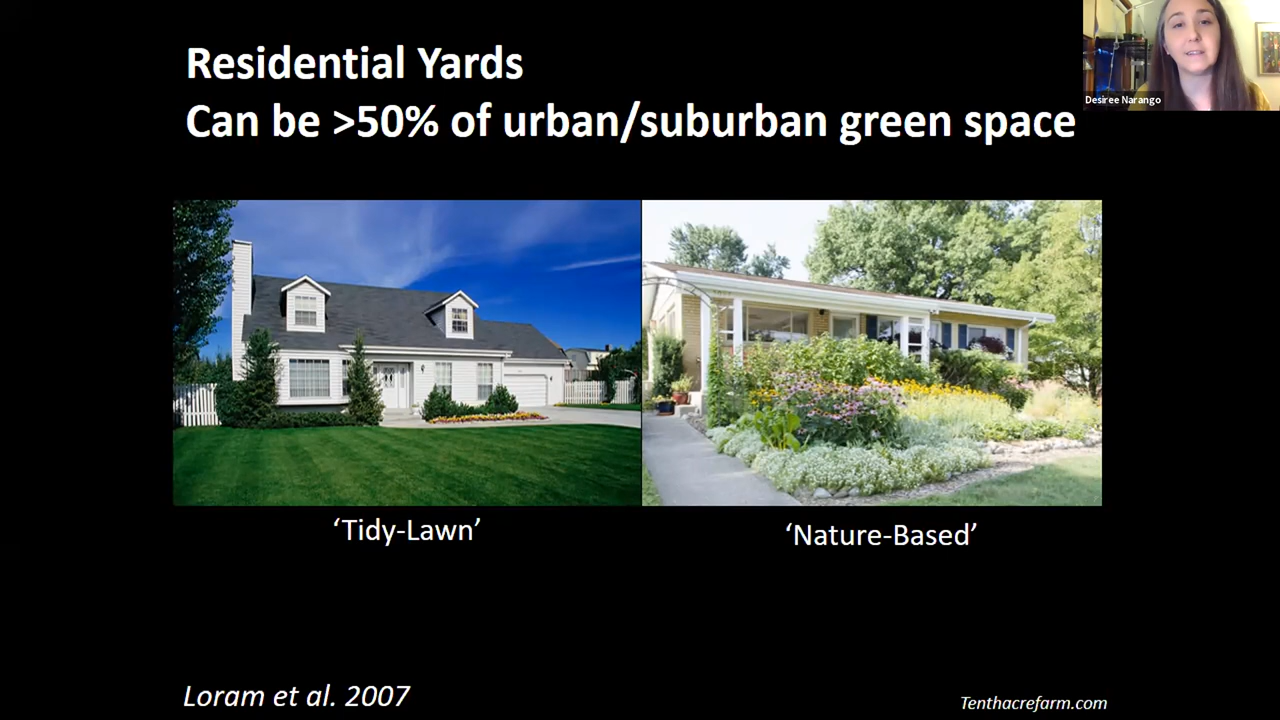 Residential Yards
Can be >50% of urban/suburban green space
Desiree Narango
‘Tidy-Lawn’
‘Nature-Based’
Loram et al. 2007
Tenthacrefarm.com